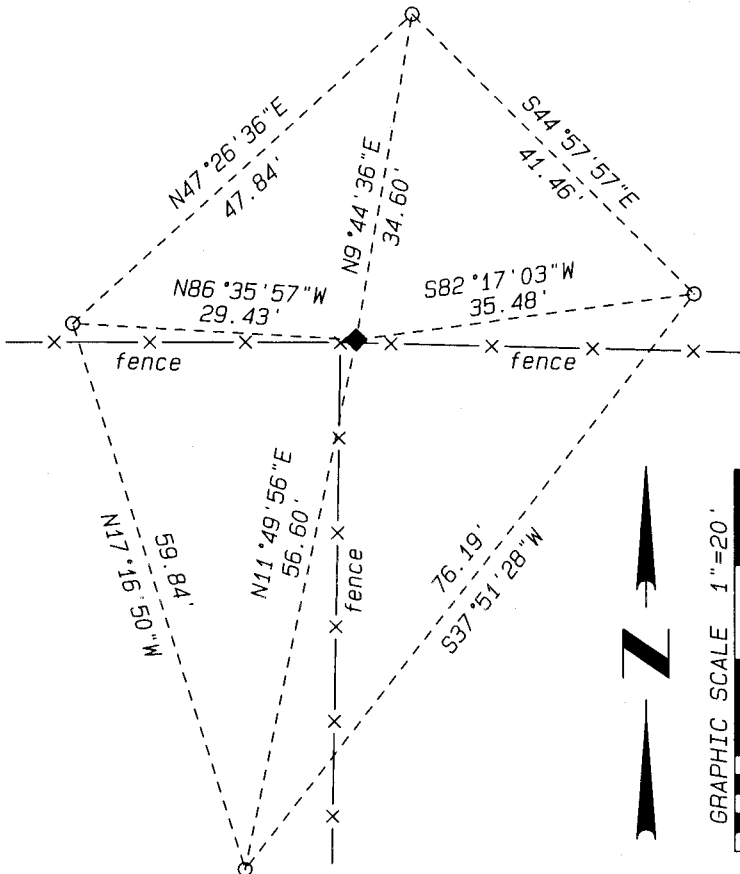 N47°26'36"E
47.84'
S44°57'57"E
41.46'
N9°44'36"E
34.60'
N86°35'57"W
29.43'
S82°17'03"W
35.48'
fence
fence
N11°49'56"E
56.60'
fence
59.84'
N17°16'50"W
76.19'
S37°51'28"W
N
GRAPHIC SCALE 1"=20'